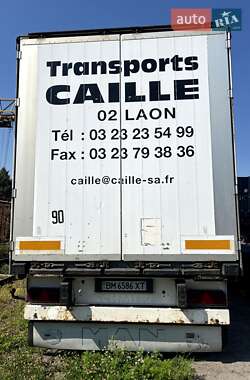 auto RIA.com
Transports
CAILLE
02 LAON
Tél : 03 23 23 54 99
Fax : 03 23 79 38 36
caille@caille-sa.fr
90
BM 6586 XT
MAN